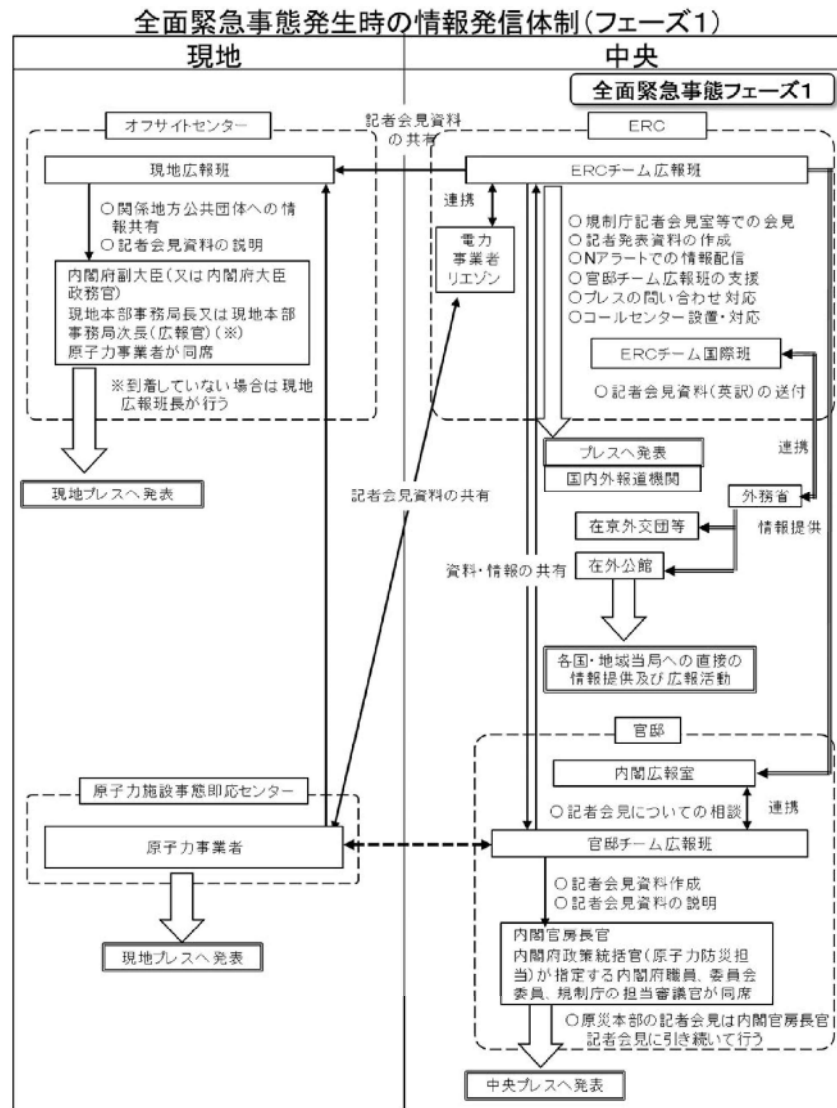 全面緊急事態発生時の情報発信体制(フェーズ1)
現地
中央
全面緊急事態フェーズ1
オフサイトセンター
記者会見資料
の共有
ERC
現地広報班
ERCチーム広報班
○関係地方公共団体への情
報共有
○記者会見資料の説明
連携
電力
事業者
リエゾン
○規制庁記者会見室等での会見
○記者発表資料の作成
○Nアラートでの情報配信
○官邸チーム広報班の支援
○プレスの問い合わせ対応
○コールセンター設置・対応
内閣府副大臣(又は内閣府大臣
政務官)
現地本部事務局長又は現地本部
事務局次長(広報官)(※)
原子力事業者が同席
ERCチーム国際班
※到着していない場合は現地
広報班長が行う
○記者会見資料(英訳)の送付
連携
プレスへ発表
国内外報道機関
現地プレスへ発表
記者会見資料の共有
外務省
在京外交団等
情報提供
資料・情報の共有
在外公館
各国・地域当局への直接の
情報提供及び広報活動
官邸
内閣広報室
原子力施設事態即応センター
○記者会見についての相談
連携
原子力事業者
官邸チーム広報班
○記者会見資料作成
○記者会見資料の説明
現地プレスへ発表
内閣官房長官
内閣府政策統括官(原子力防災担
当)が指定する内閣府職員、委員会
委員、規制庁の担当審議官が同席
○原災本部の記者会見は内閣官房長官
記者会見に引き続いて行う
中央プレスへ発表